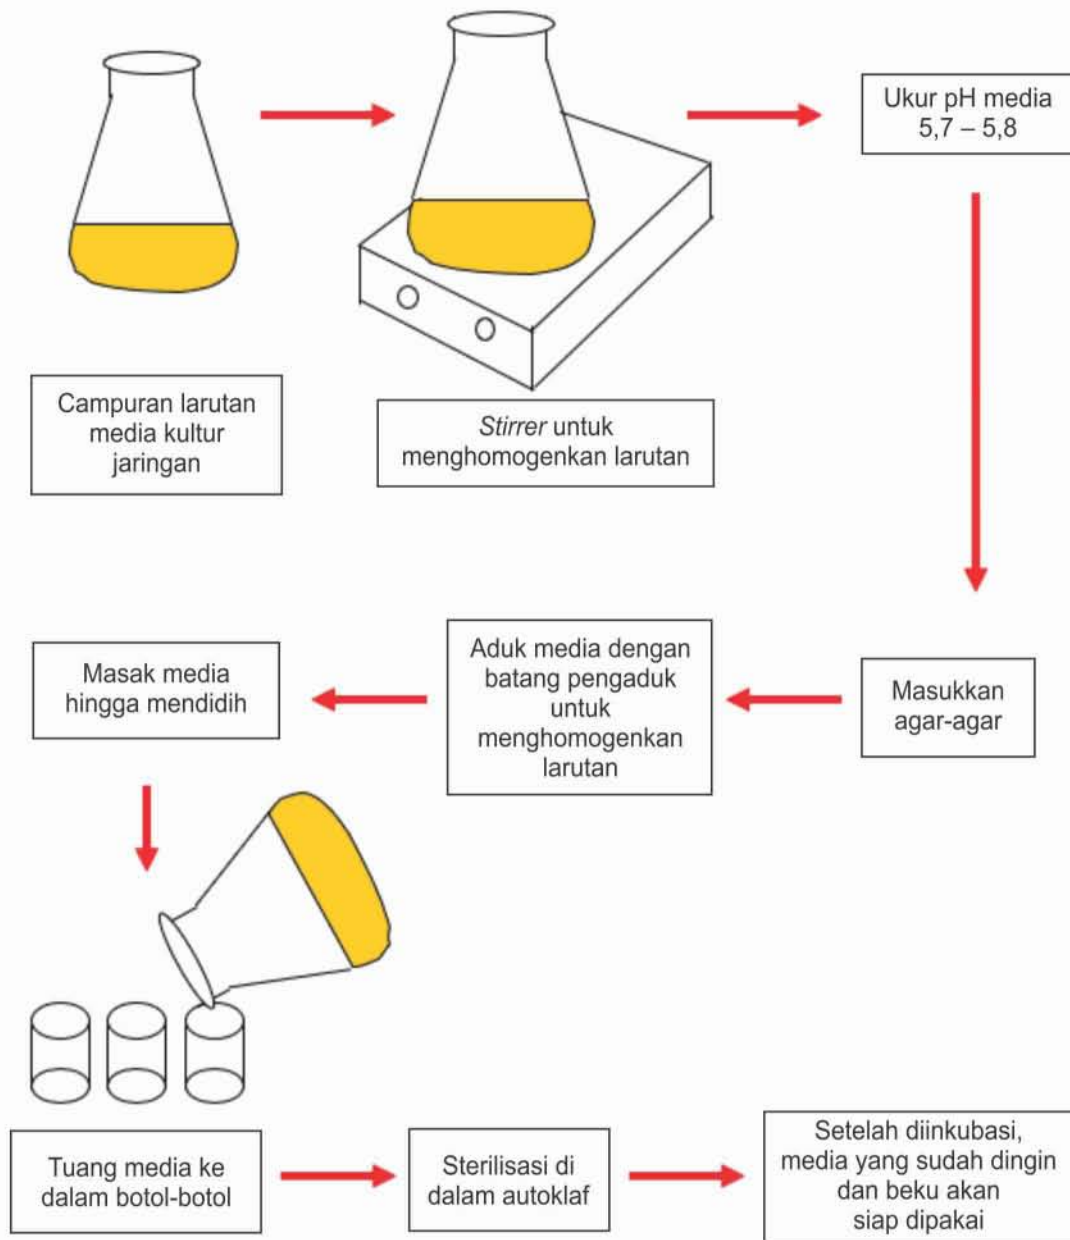 Campuran larutan
media kultur
jaringan
Stirrer untuk
menghomogenkan larutan
Ukur pH media
5,7 – 5,8
Masukkan
agar-agar
Aduk media dengan
batang pengaduk
untuk
menghomogenkan
larutan
Masak media
hingga mendidih
Tuang media ke
dalam botol-botol
Sterilisasi di
dalam autoklaf
Setelah diinkubasi,
media yang sudah dingin
dan beku akan
siap dipakai